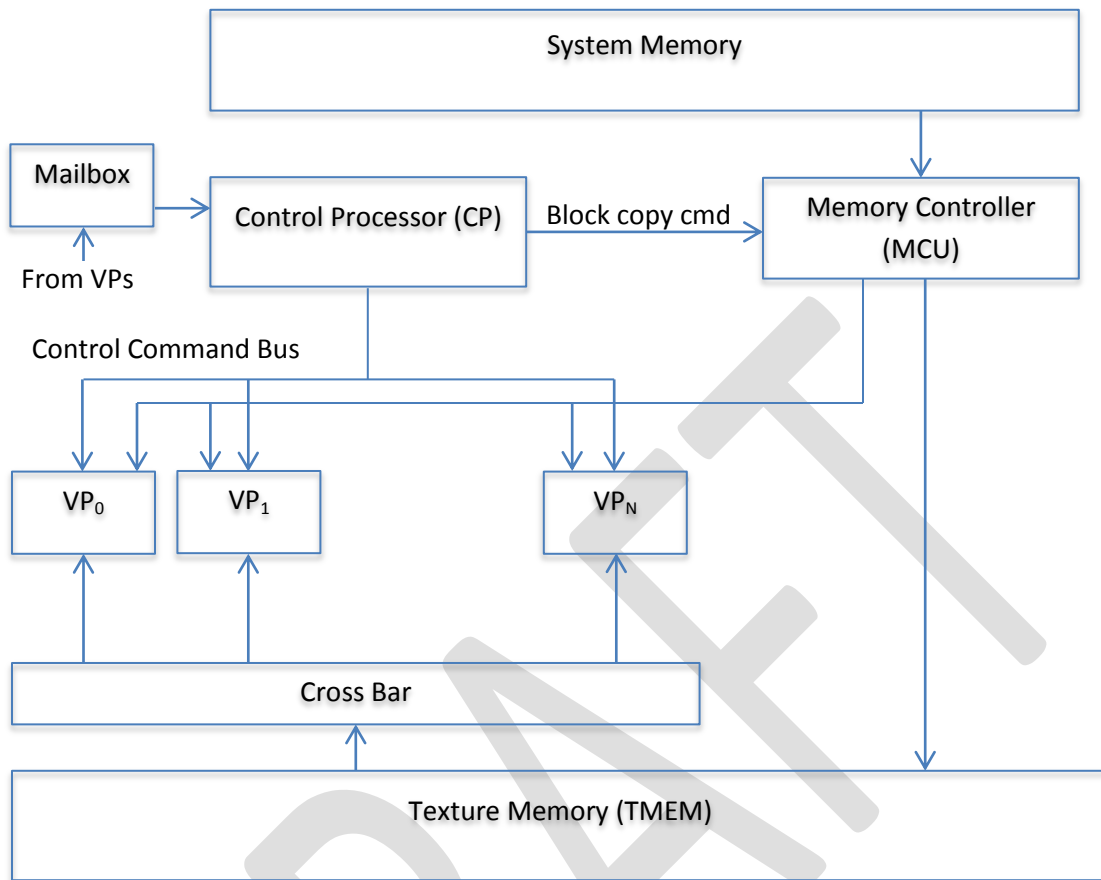 System Memory
Mailbox
Control Processor (CP)
Block copy cmd
Memory Controller
(MCU)
From VPs
Control Command Bus
VP0
VP1
VPN
Cross Bar
Texture Memory (TMEM)